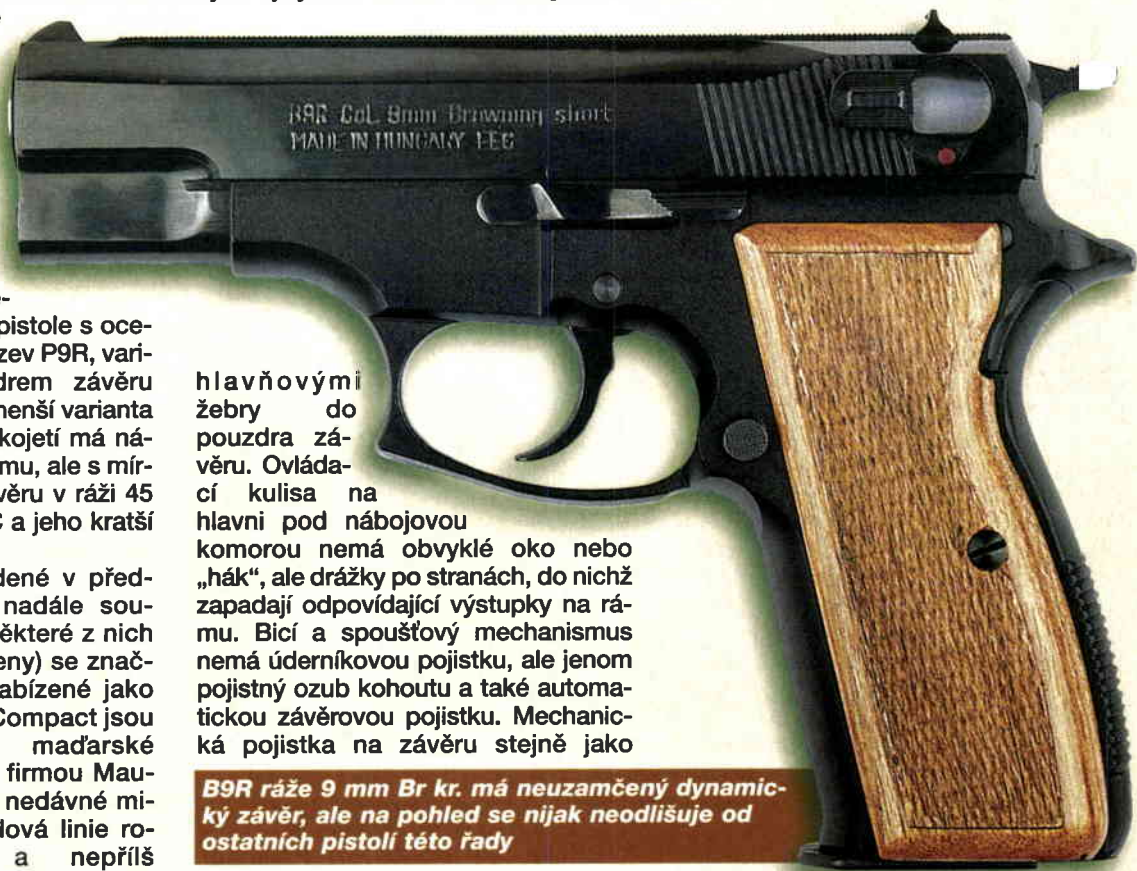 B9R Cal. 9mm Browning short
MADE IN HUNGARY FEG
pistole s oce-
zev P9R, vari-
drem závěru
nenší varianta
kojetí má ná-
mu, ale s mír-
věru v ráži 45
a jeho kratší
dené v před-
nadále sou-
ěkteré z nich
eny) se znač-
abízené jako
Compact jsou
maďarské
firmou Mau-
nedávné mi-
dová linie ro-
a nepříliš
hlavňovými
žebry do
pouzdra zá-
věru. Ovláda-
cí kulisa na
hlavni pod nábojovou
komorou nemá obvyklé oko nebo
„hák“, ale drážky po stranách, do nichž
zapadají odpovídající výstupky na rá-
mu. Bicí a spoušťový mechanismus
nemá úderníkovou pojistku, ale jenom
pojistný ozub kohoutu a také automa-
tickou závěrovou pojistku. Mechanic-
ká pojistka na závěru stejně jako
B9R ráže 9 mm Br kr. má neuzamčený dynamic-
ký závěr, ale na pohled se nijak neodlišuje od
ostatních pistolí této řady